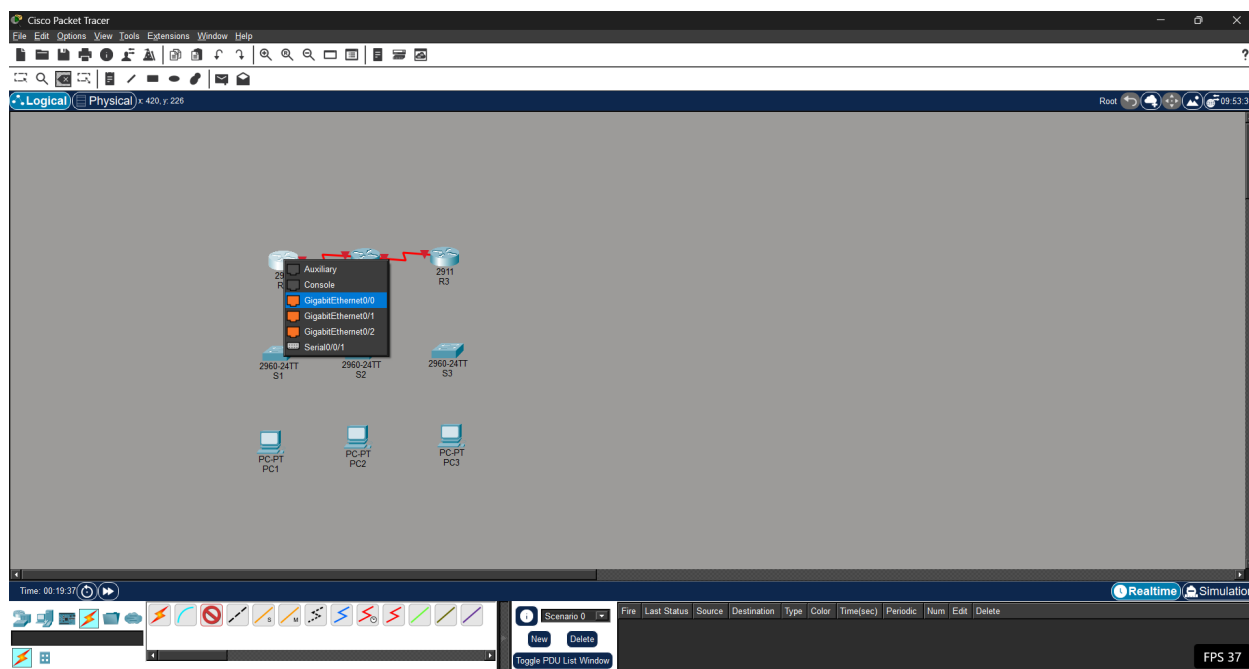 Cisco Packet Tracer
File Edit Options View Tools Extensions Window Help
?
Logical Physical x: 420, y: 226
Root 09:53:3
Auxiliary
Console
GigabitEthernet0/0
GigabitEthernet0/1
GigabitEthernet0/2
Serial0/0/1
2911
R3
2960-24TT
S1
2960-24TT
S2
2960-24TT
S3
PC-PT
PC1
PC-PT
PC2
PC-PT
PC3
Time: 00:19:37
Realtime Simulation
Scenario 0
New Delete
Toggle PDU List Window
Fire Last Status Source Destination Type Color Time(sec) Periodic Num Edit Delete
FPS 37